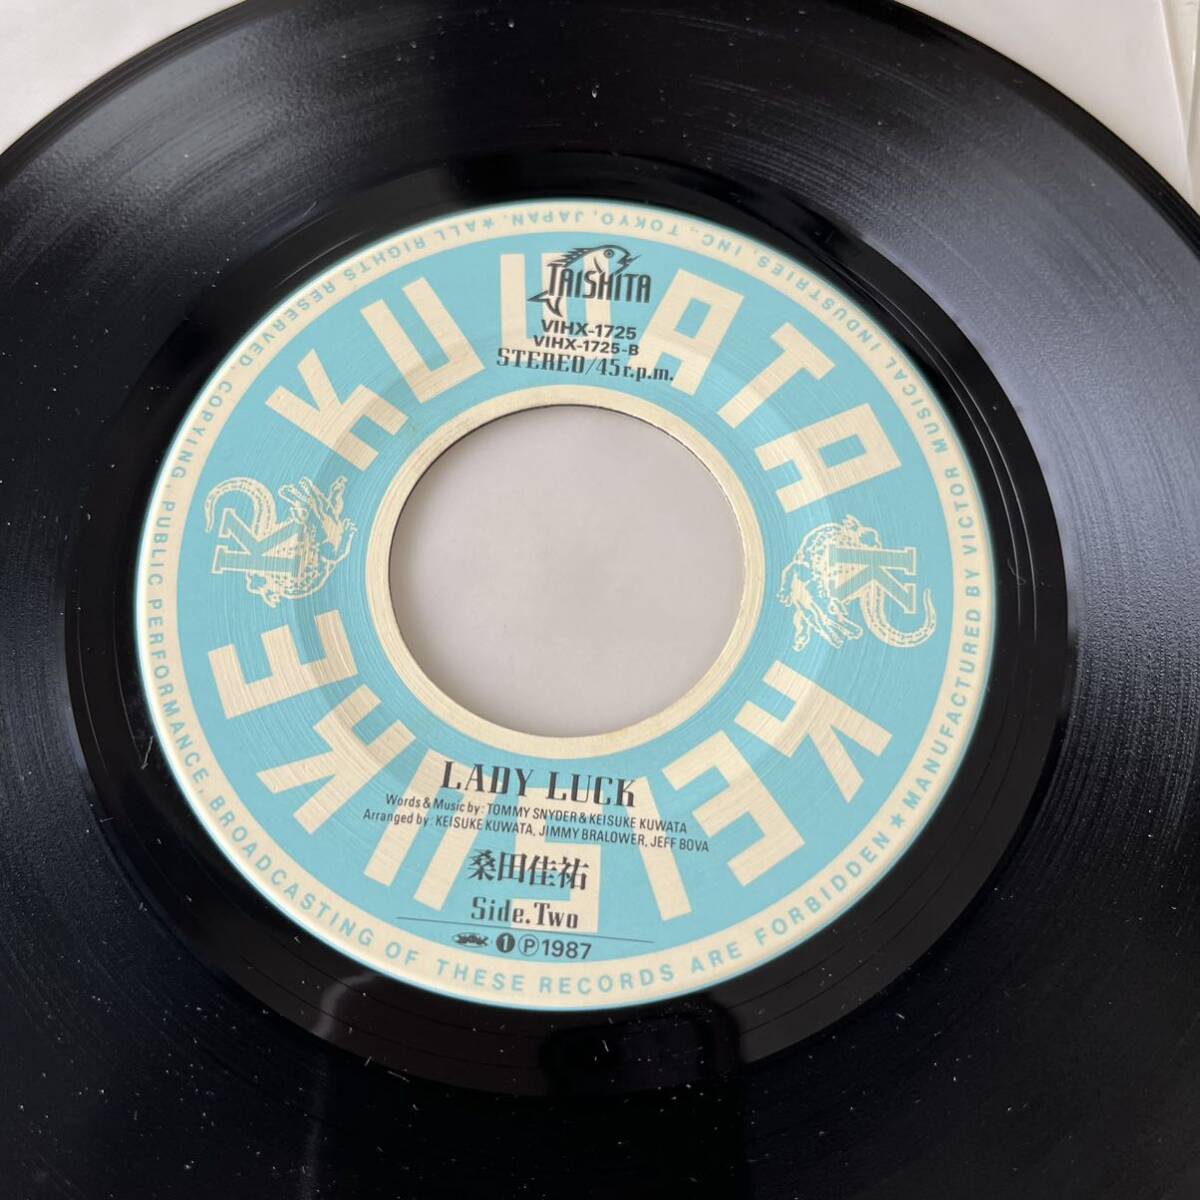 TAISHITA
VIHX-1725
VIHX-1725-B
STEREO/45r.p.m.
KUWATA
KEISUKE
K
K
LADY LUCK
Words & Music by: TOMMY SNYDER & KEISUKE KUWATA
Arranged by: KEISUKE KUWATA, JIMMY BRALOWER, JEFF BOVA
桑田佳祐
Side.Two
1 Ⓟ1987
★MANUFACTURED BY VICTOR MUSICAL INDUSTRIES, INC., TOKYO, JAPAN. ★ALL RIGHTS RESERVED, COPYING, PUBLIC PERFORMANCE, BROADCASTING OF THESE RECORDS ARE FORBIDDEN